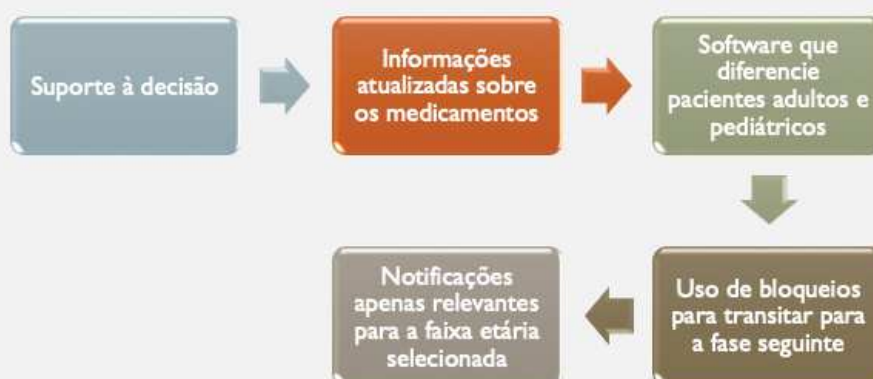 Suporte à decisão
Informações
atualizadas sobre
os medicamentos
Software que
diferencie
pacientes adultos e
pediátricos
Uso de bloqueios
para transitar para
a fase seguinte
Notificações
apenas relevantes
para a faixa etária
selecionada